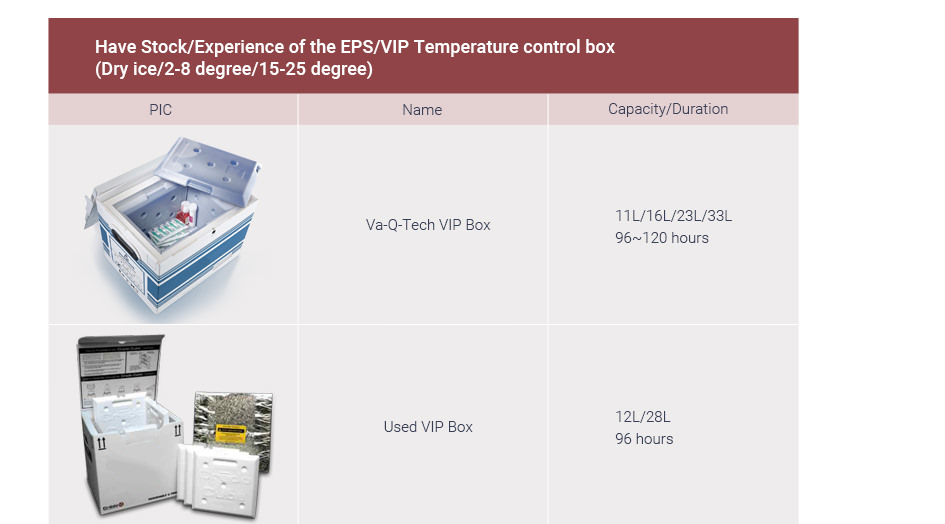 Have Stock/Experience of the EPS/VIP Temperature control box
(Dry ice/2-8 degree/15-25 degree)
PIC Name Capacity/Duration
Va-Q-Tech VIP Box
11L/16L/23L/33L
96~120 hours
Used VIP Box
12L/28L
96 hours